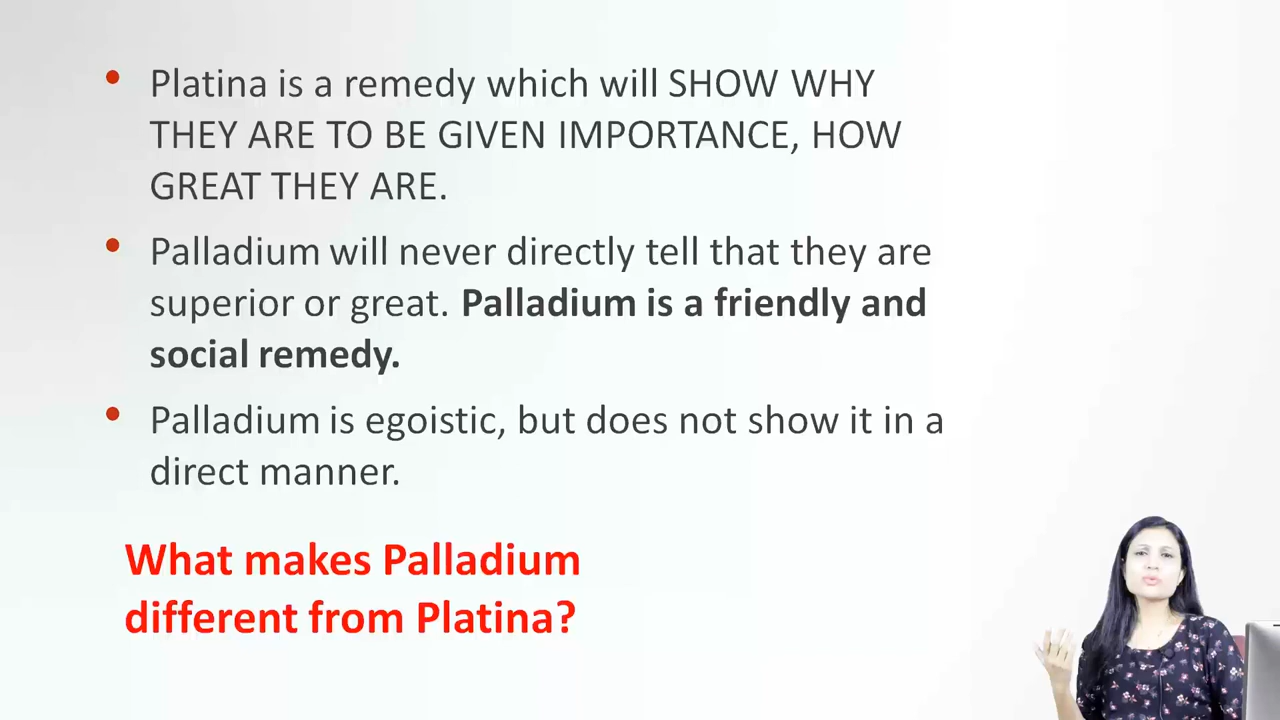 • Platina is a remedy which will SHOW WHY
THEY ARE TO BE GIVEN IMPORTANCE, HOW
GREAT THEY ARE.
• Palladium will never directly tell that they are
superior or great. Palladium is a friendly and
social remedy.
• Palladium is egoistic, but does not show it in a
direct manner.
What makes Palladium
different from Platina?